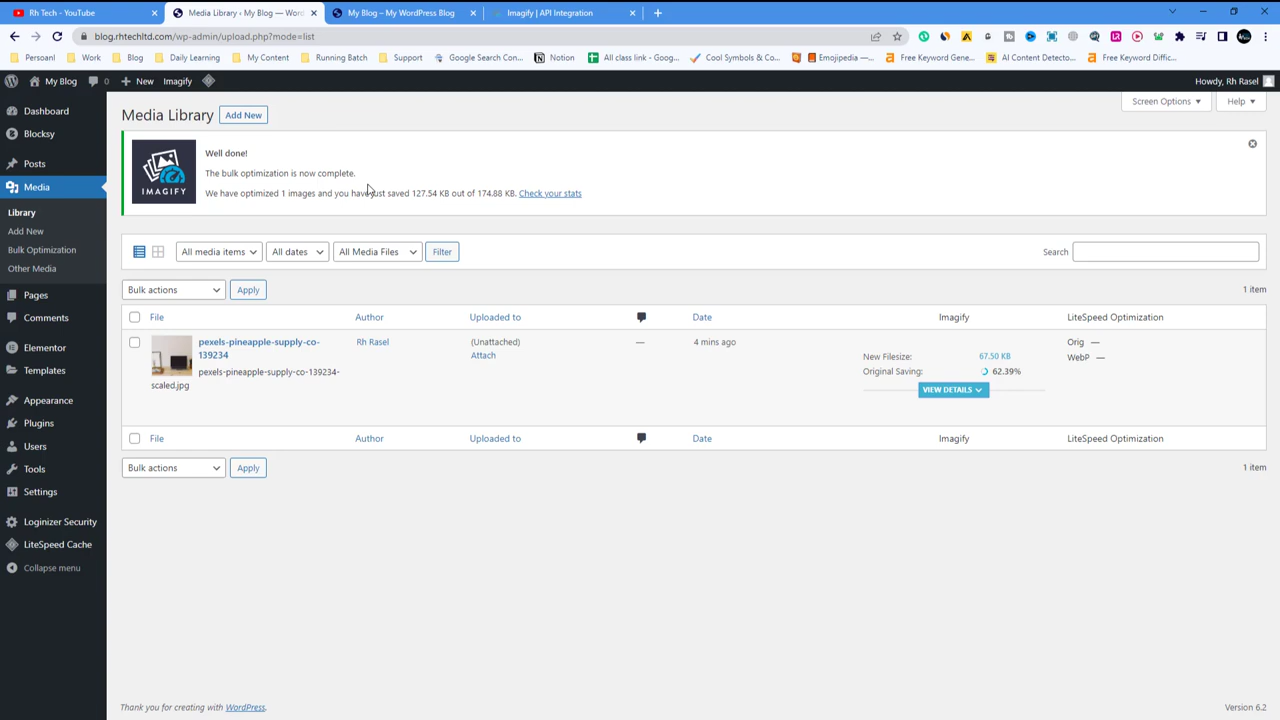 Rh Tech - YouTube
Media Library ‹ My Blog — Word
My Blog – My WordPress Blog
Imagify | API Integration
blog.rhtechltd.com/wp-admin/upload.php?mode=list
Persoanl
Work
Blog
Daily Learning
My Content
Running Batch
Support
Google Search Con...
Notion
All class link - Goog...
Cool Symbols & Co...
Emojipedia —...
Free Keyword Gene...
AI Content Detecto...
Free Keyword Diffic...
My Blog
0
New
Imagify
Howdy, Rh Rasel
Dashboard
Blocksy
Posts
Media
Library
Add New
Bulk Optimization
Other Media
Pages
Comments
Elementor
Templates
Appearance
Plugins
Users
Tools
Settings
Loginizer Security
LiteSpeed Cache
Collapse menu
Screen Options
Help
Media Library
Add New
IMAGIFY
Well done!
The bulk optimization is now complete.
We have optimized 1 images and you have just saved 127.54 KB out of 174.88 KB. Check your stats
All media items
All dates
All Media Files
Filter
Search
Bulk actions
Apply
1 item
File
Author
Uploaded to
Date
Imagify
LiteSpeed Optimization
pexels-pineapple-supply-co-
139234
pexels-pineapple-supply-co-139234-
scaled.jpg
Rh Rasel
(Unattached)
Attach
—
4 mins ago
New Filesize: 67.50 KB
Original Saving: 62.39%
VIEW DETAILS
Orig —
WebP —
File
Author
Uploaded to
Date
Imagify
LiteSpeed Optimization
Bulk actions
Apply
1 item
Thank you for creating with WordPress.
Version 6.2